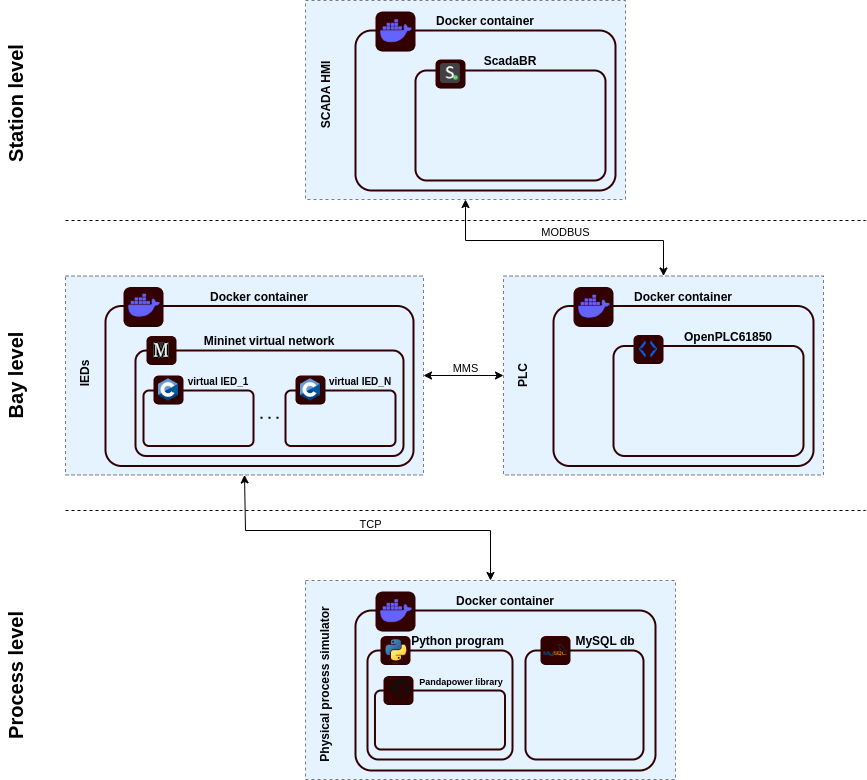 Station level
SCADA HMI
Docker container
ScadaBR
S
MODBUS
Bay level
IEDs
Docker container
Mininet virtual network
M
virtual IED_1
C
. . .
virtual IED_N
C
MMS
PLC
Docker container
OpenPLC61850
TCP
Process level
Physical process simulator
Docker container
Python program
Pandapower library
MySQL db
MySQL